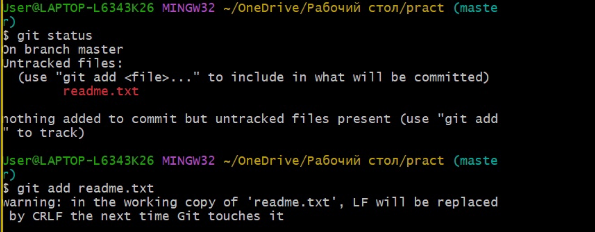 User@LAPTOP-L6343K26 MINGW32 ~/OneDrive/Рабочий стол/pract (maste
r)
$ git status
On branch master
Untracked files:
  (use "git add <file>..." to include in what will be committed)
        readme.txt

nothing added to commit but untracked files present (use "git add
" to track)

User@LAPTOP-L6343K26 MINGW32 ~/OneDrive/Рабочий стол/pract (maste
r)
$ git add readme.txt
warning: in the working copy of 'readme.txt', LF will be replaced
 by CRLF the next time Git touches it